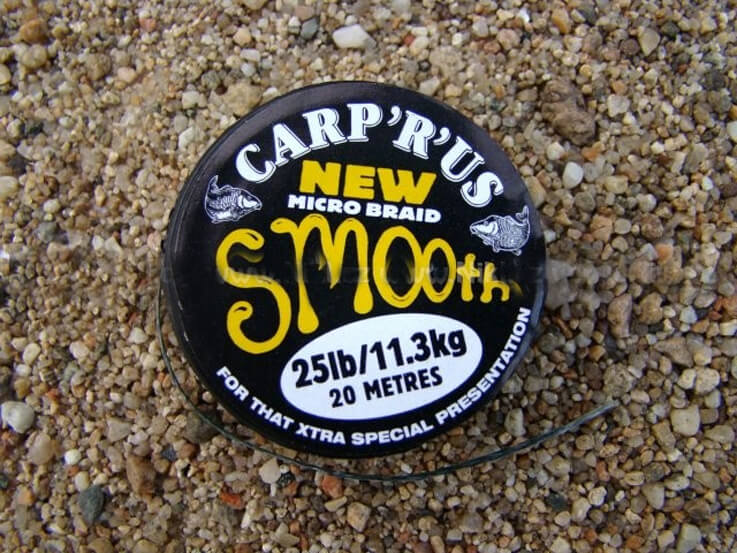 CARP'R'US
NEW
MICRO BRAID
SMOOth
25lb/11.3kg
20 METRES
FOR THAT XTRA SPECIAL PRESENTATION